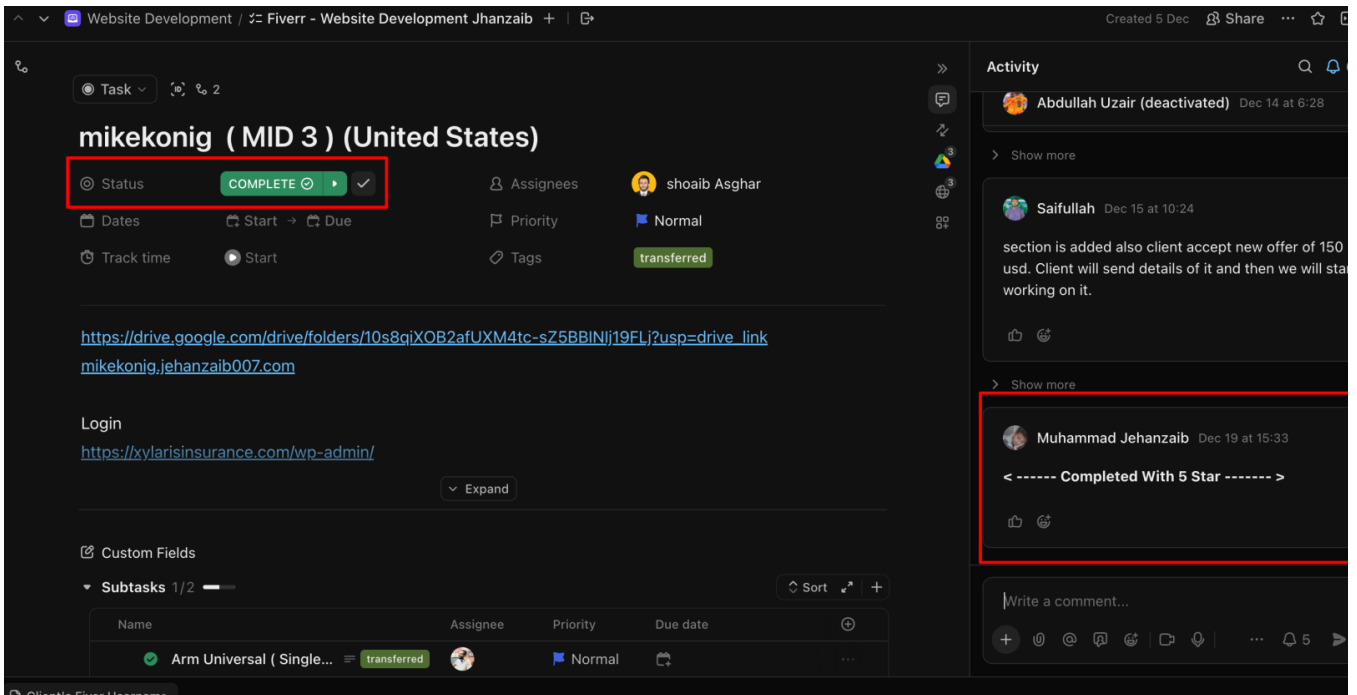 Website Development / Fiverr - Website Development Jhanzaib
Created 5 Dec Share
Task 2
mikekonig ( MID 3 ) (United States)
Status COMPLETE Assignees shoaib Asghar
Dates Start → Due Priority Normal
Track time Start Tags transferred
https://drive.google.com/drive/folders/10s8qiXOB2afUXM4tc-sZ5BBINlj19FLj?usp=drive_link
mikekonig.jehanzaib007.com
Login
https://xylarisinsurance.com/wp-admin/
Expand
Custom Fields
Subtasks 1/2
Sort
Name Assignee Priority Due date
Arm Universal ( Single... transferred Normal
3
3
Activity
Abdullah Uzair (deactivated) Dec 14 at 6:28
Show more
Saifullah Dec 15 at 10:24
section is added also client accept new offer of 150
usd. Client will send details of it and then we will star
working on it.
Show more
Muhammad Jehanzaib Dec 19 at 15:33
< ------ Completed With 5 Star ------- >
Write a comment...
5